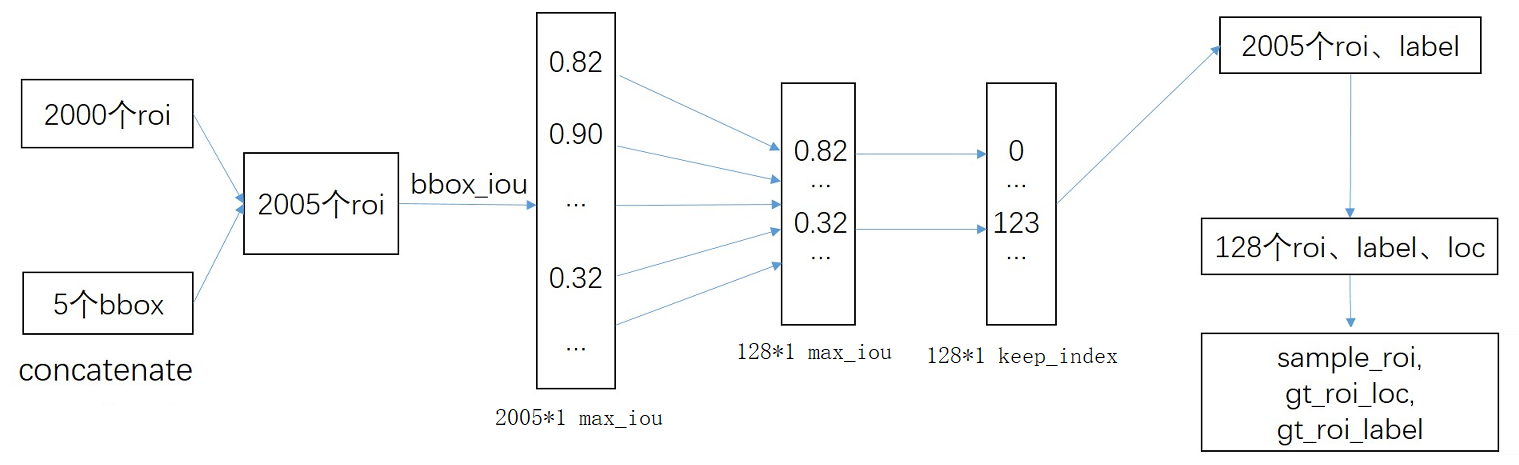 2000个roi
5个bbox
concatenate
2005个roi
bbox_iou
0.82
0.90
...
0.32
...
2005*1 max_iou
0.82
...
0.32
...
128*1 max_iou
0
...
123
...
128*1 keep_index
2005个roi、label
128个roi、label、loc
sample_roi,
gt_roi_loc,
gt_roi_label